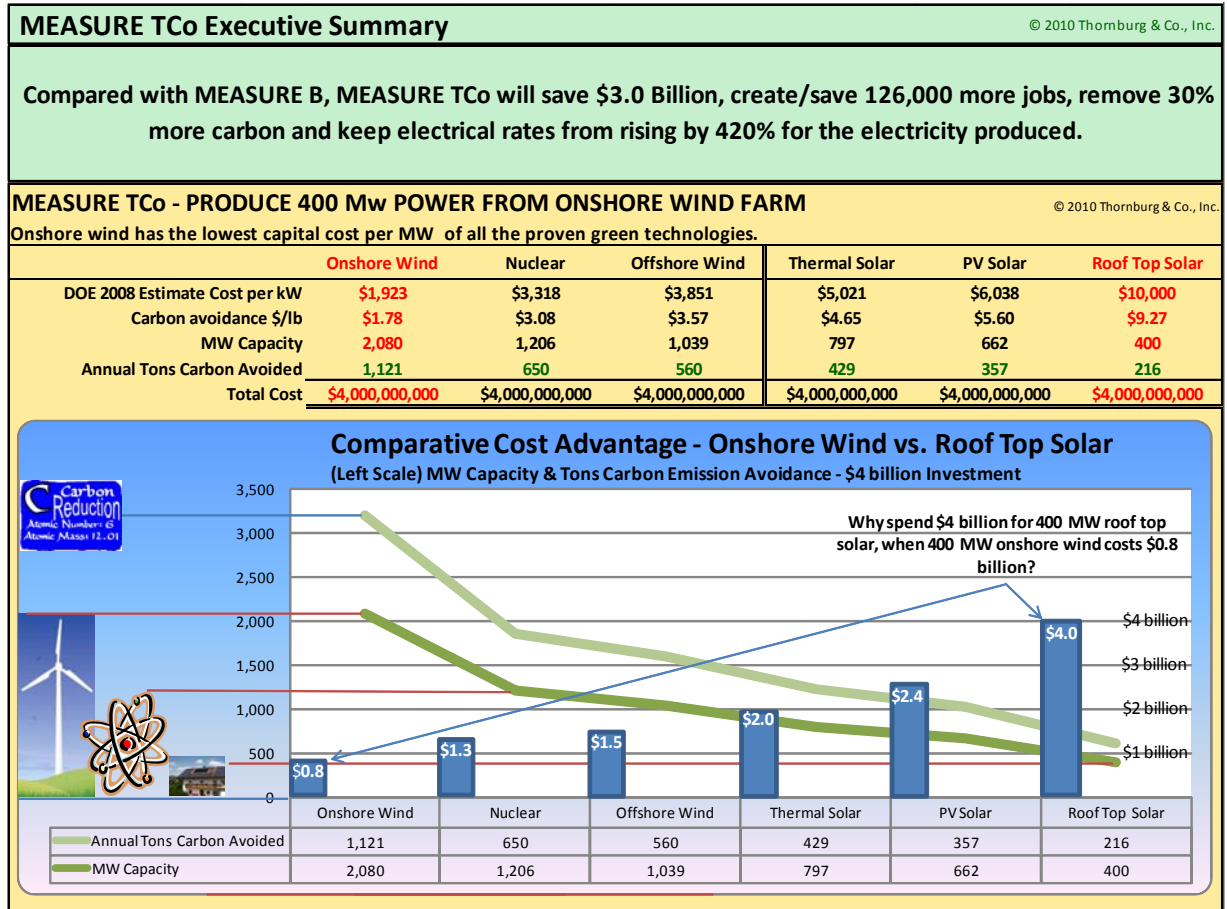 MEASURE TCo Executive Summary © 2010 Thornburg & Co., Inc.
Compared with MEASURE B, MEASURE TCo will save $3.0 Billion, create/save 126,000 more jobs, remove 30%
more carbon and keep electrical rates from rising by 420% for the electricity produced.
MEASURE TCo - PRODUCE 400 Mw POWER FROM ONSHORE WIND FARM © 2010 Thornburg & Co., Inc.
Onshore wind has the lowest capital cost per MW of all the proven green technologies.
Onshore Wind Nuclear Offshore Wind Thermal Solar PV Solar Roof Top Solar
DOE 2008 Estimate Cost per kW $1,923 $3,318 $3,851 $5,021 $6,038 $10,000
Carbon avoidance $/lb $1.78 $3.08 $3.57 $4.65 $5.60 $9.27
MW Capacity 2,080 1,206 1,039 797 662 400
Annual Tons Carbon Avoided 1,121 650 560 429 357 216
Total Cost $4,000,000,000 $4,000,000,000 $4,000,000,000 $4,000,000,000 $4,000,000,000 $4,000,000,000
Comparative Cost Advantage - Onshore Wind vs. Roof Top Solar
(Left Scale) MW Capacity & Tons Carbon Emission Avoidance - $4 billion Investment
Carbon
Reduction
Atomic Number: 6
Atomic Mass: 12.01
3,500
3,000
2,500
2,000
1,500
1,000
500
0
Why spend $4 billion for 400 MW roof top
solar, when 400 MW onshore wind costs $0.8
billion?
$4 billion
$3 billion
$2 billion
$1 billion
$0.8
$1.3
$1.5
$2.0
$2.4
$4.0
Onshore Wind Nuclear Offshore Wind Thermal Solar PV Solar Roof Top Solar
Annual Tons Carbon Avoided 1,121 650 560 429 357 216
MW Capacity 2,080 1,206 1,039 797 662 400